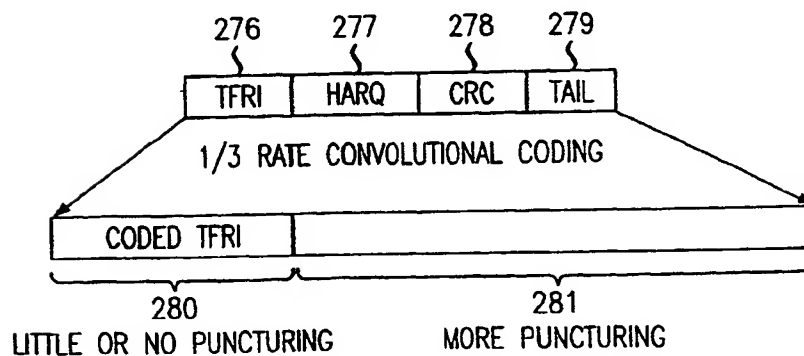 276 277 278 279
TFRI HARQ CRC TAIL
1/3 RATE CONVOLUTIONAL CODING
CODED TFRI
280 281
LITTLE OR NO PUNCTURING MORE PUNCTURING